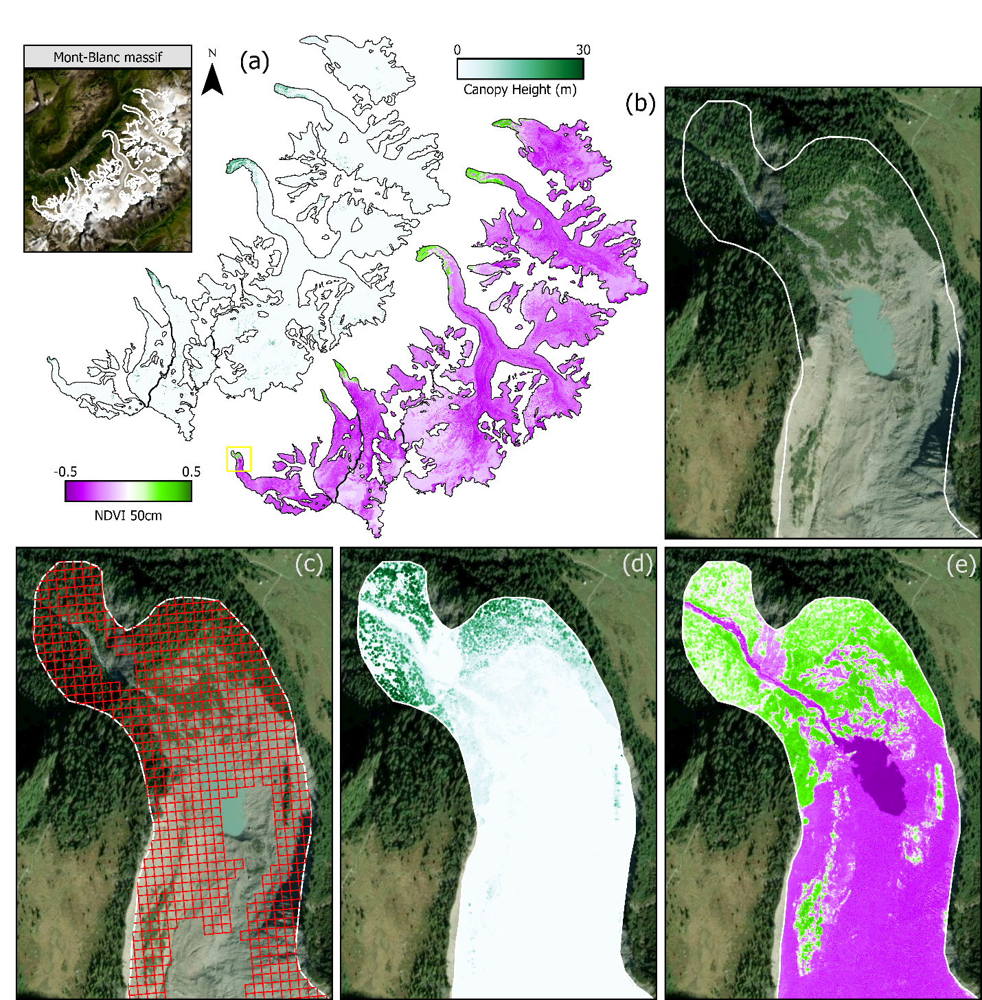 Mont-Blanc massif
N
(a)
0 30
Canopy Height (m)
(b)
-0.5 0.5
NDVI 50cm
(c)
(d)
(e)